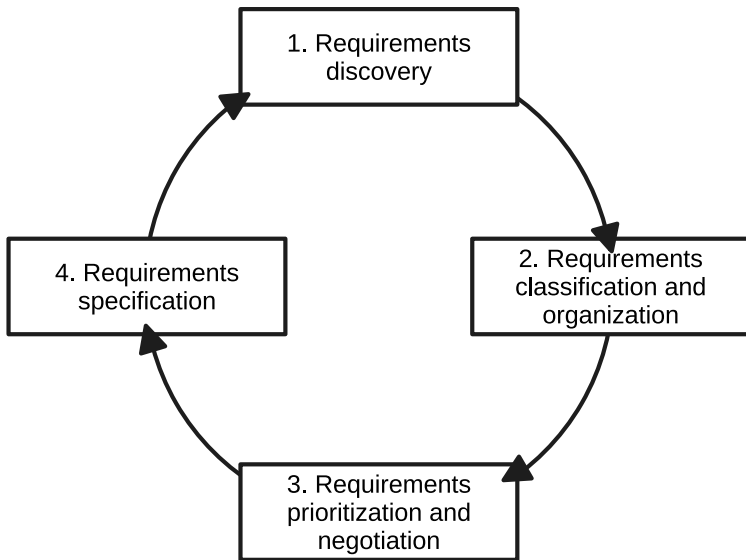 1. Requirements
discovery
2. Requirements
classification and
organization
3. Requirements
prioritization and
negotiation
4. Requirements
specification